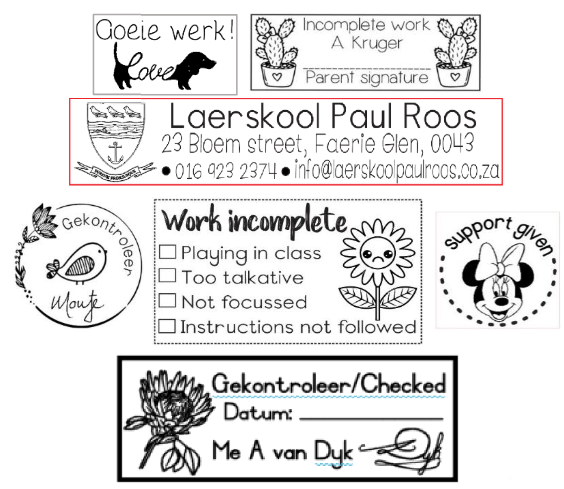 Goeie werk!
Love
Incomplete work
A Kruger
Parent signature
Laerskool Paul Roos
23 Bloem street, Faerie Glen, 0043
• 016 923 2374 • info@laerskoolpaulroos.co.za
Gekontroleer
Work incomplete
Playing in class
Too talkative
Not focussed
Instructions not followed
support given
Gekontroleer/Checked
Datum: ____________
Me A van Dyk